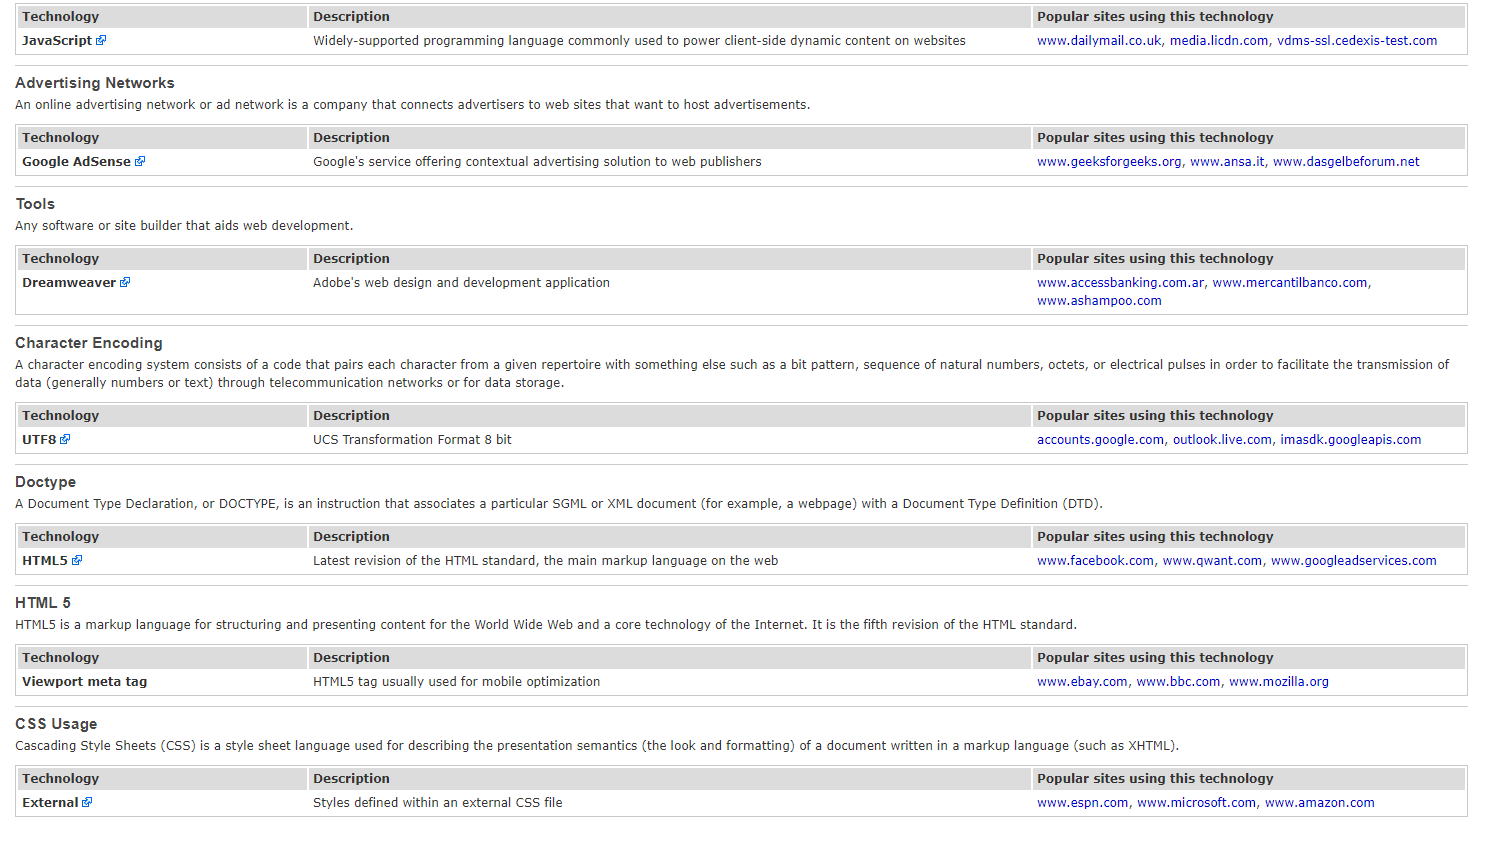 Technology Description Popular sites using this technology
JavaScript Widely-supported programming language commonly used to power client-side dynamic content on websites www.dailymail.co.uk, media.licdn.com, vdms-ssl.cedexis-test.com
Advertising Networks
An online advertising network or ad network is a company that connects advertisers to web sites that want to host advertisements.
Technology Description Popular sites using this technology
Google AdSense Google's service offering contextual advertising solution to web publishers www.geeksforgeeks.org, www.ansa.it, www.dasgelbeforum.net
Tools
Any software or site builder that aids web development.
Technology Description Popular sites using this technology
Dreamweaver Adobe's web design and development application www.accessbanking.com.ar, www.mercantilbanco.com,
www.ashampoo.com
Character Encoding
A character encoding system consists of a code that pairs each character from a given repertoire with something else such as a bit pattern, sequence of natural numbers, octets, or electrical pulses in order to facilitate the transmission of
data (generally numbers or text) through telecommunication networks or for data storage.
Technology Description Popular sites using this technology
UTF8 UCS Transformation Format 8 bit accounts.google.com, outlook.live.com, imasdk.googleapis.com
Doctype
A Document Type Declaration, or DOCTYPE, is an instruction that associates a particular SGML or XML document (for example, a webpage) with a Document Type Definition (DTD).
Technology Description Popular sites using this technology
HTML5 Latest revision of the HTML standard, the main markup language on the web www.facebook.com, www.qwant.com, www.googleadservices.com
HTML 5
HTML5 is a markup language for structuring and presenting content for the World Wide Web and a core technology of the Internet. It is the fifth revision of the HTML standard.
Technology Description Popular sites using this technology
Viewport meta tag HTML5 tag usually used for mobile optimization www.ebay.com, www.bbc.com, www.mozilla.org
CSS Usage
Cascading Style Sheets (CSS) is a style sheet language used for describing the presentation semantics (the look and formatting) of a document written in a markup language (such as XHTML).
Technology Description Popular sites using this technology
External Styles defined within an external CSS file www.espn.com, www.microsoft.com, www.amazon.com